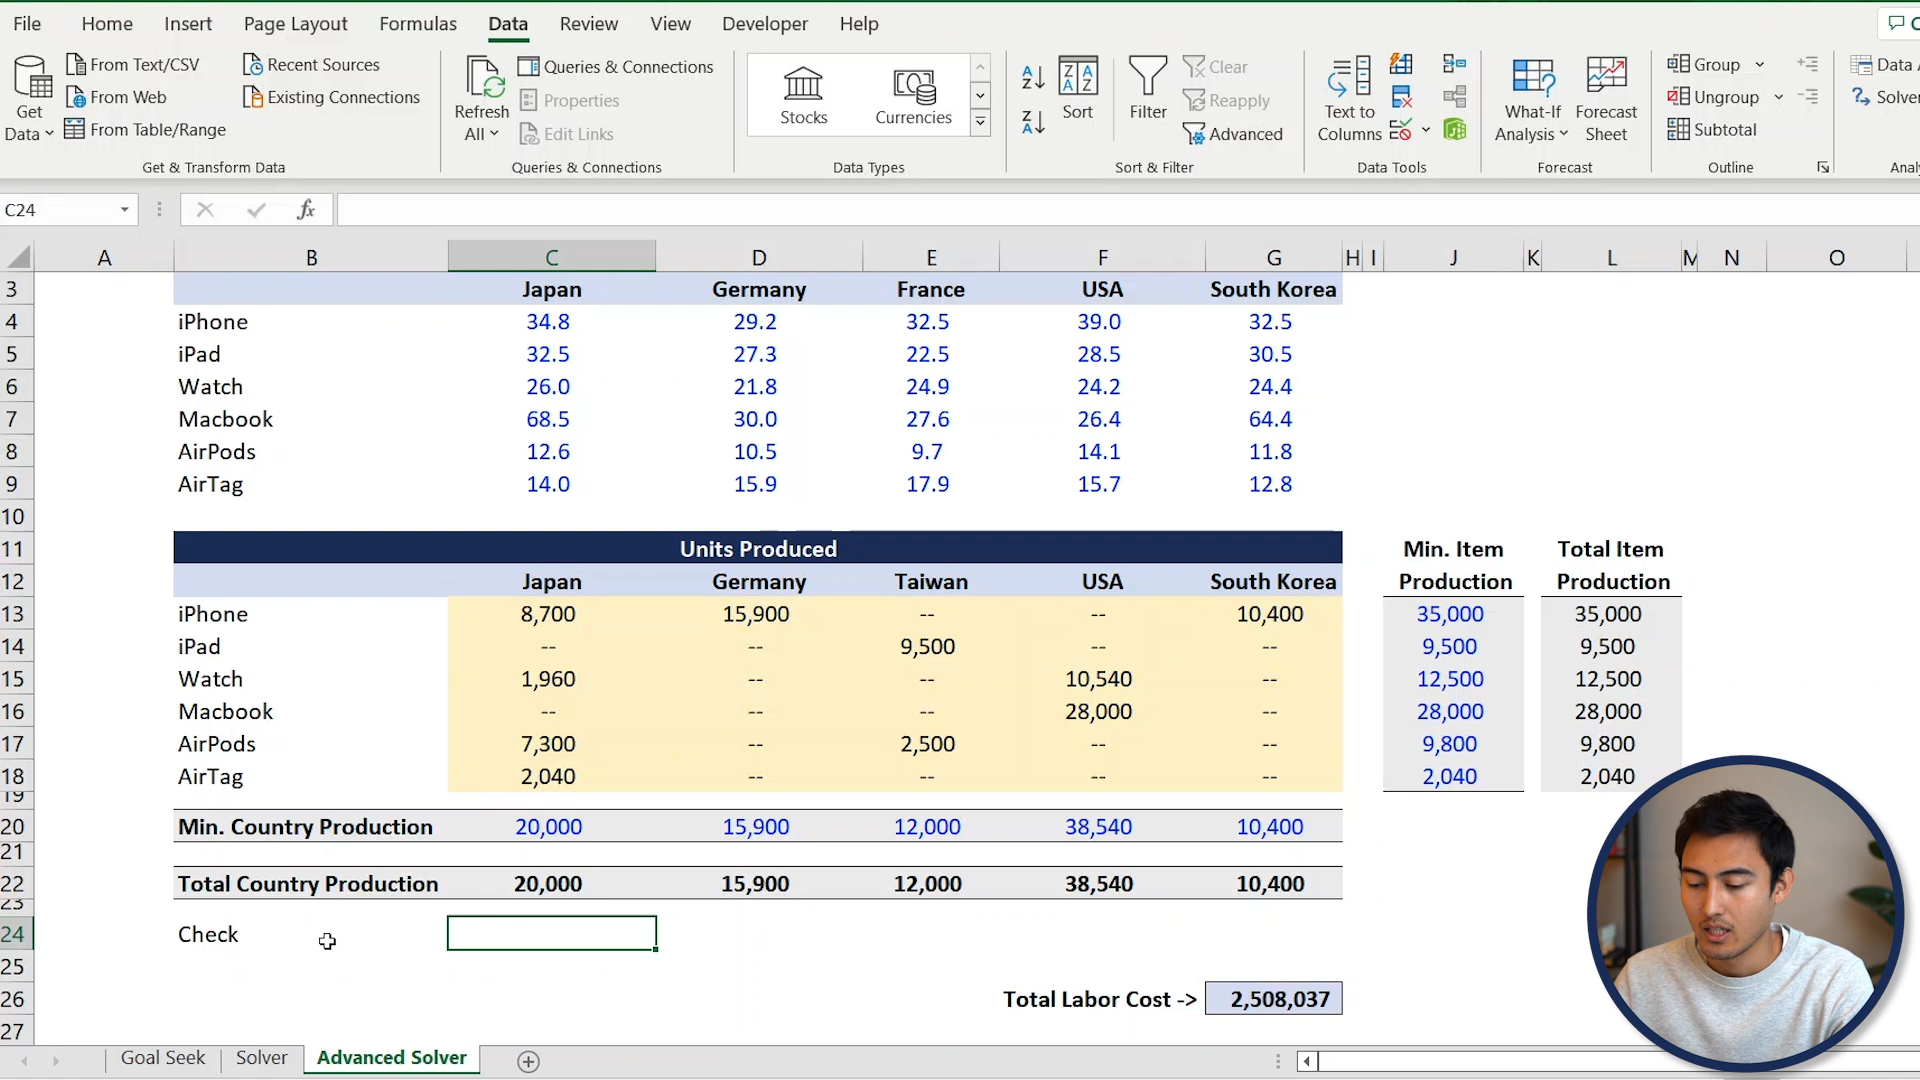 File Home Insert Page Layout Formulas Data Review View Developer Help
Get Data
From Text/CSV
From Web
From Table/Range
Recent Sources
Existing Connections
Get & Transform Data
Refresh All
Queries & Connections
Properties
Edit Links
Queries & Connections
Stocks Currencies
Data Types
Sort
Filter
Clear
Reapply
Advanced
Sort & Filter
Text to Columns
Data Tools
What-If Analysis
Forecast Sheet
Forecast
Group
Ungroup
Subtotal
Outline
Data
Solver
C24 fx
A B C D E F G H I J K L M N O
3 Japan Germany France USA South Korea
4 iPhone 34.8 29.2 32.5 39.0 32.5
5 iPad 32.5 27.3 22.5 28.5 30.5
6 Watch 26.0 21.8 24.9 24.2 24.4
7 Macbook 68.5 30.0 27.6 26.4 64.4
8 AirPods 12.6 10.5 9.7 14.1 11.8
9 AirTag 14.0 15.9 17.9 15.7 12.8
10
11 Units Produced Min. Item Total Item
12 Japan Germany Taiwan USA South Korea Production Production
13 iPhone 8,700 15,900 -- -- 10,400 35,000 35,000
14 iPad -- -- 9,500 -- -- 9,500 9,500
15 Watch 1,960 -- -- 10,540 -- 12,500 12,500
16 Macbook -- -- -- 28,000 -- 28,000 28,000
17 AirPods 7,300 -- 2,500 -- -- 9,800 9,800
18 AirTag 2,040 -- -- -- -- 2,040 2,040
19
20 Min. Country Production 20,000 15,900 12,000 38,540 10,400
21
22 Total Country Production 20,000 15,900 12,000 38,540 10,400
23
24 Check
25
26 Total Labor Cost -> 2,508,037
27
Goal Seek Solver Advanced Solver